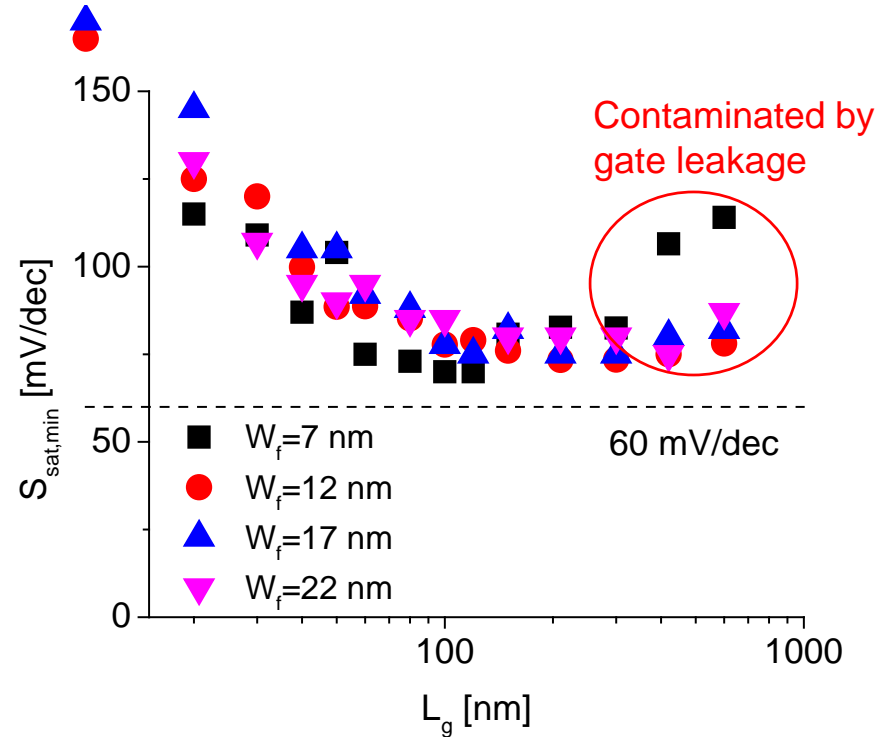 150
100
50
0
S_sat,min [mV/dec]
Contaminated by
gate leakage
60 mV/dec
W_f=7 nm
W_f=12 nm
W_f=17 nm
W_f=22 nm
100
1000
L_g [nm]